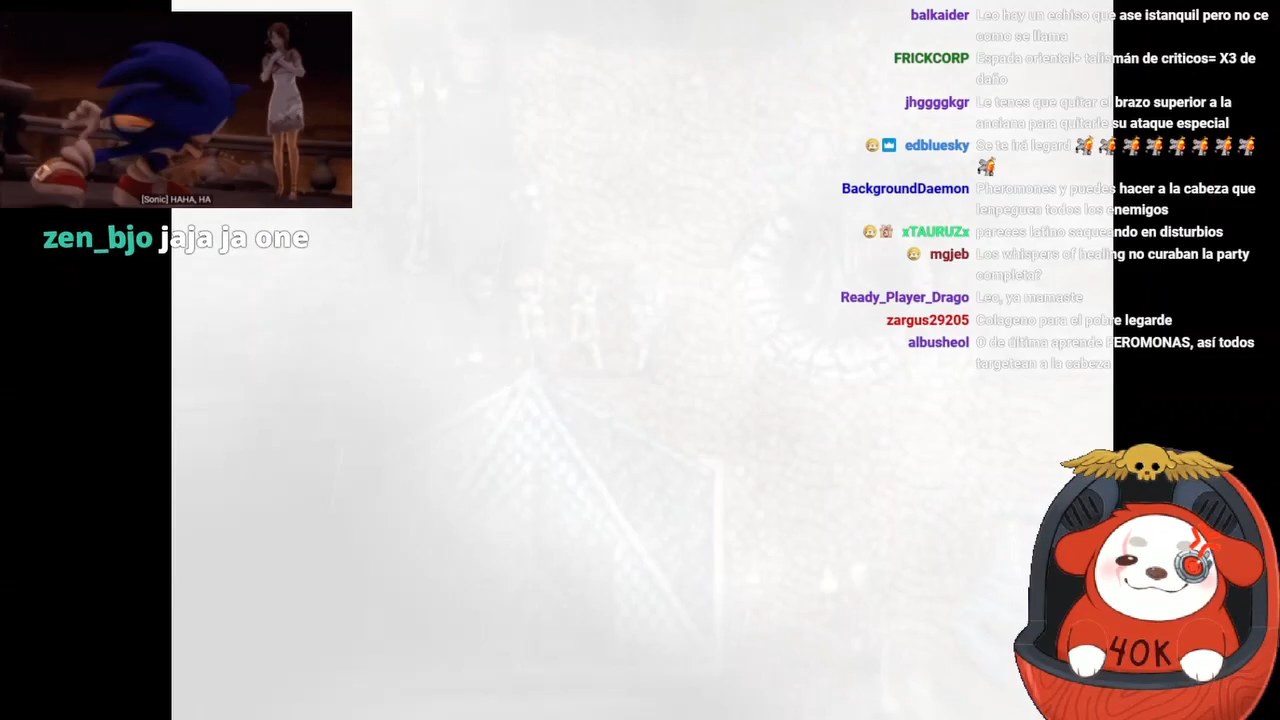 [Sonic] HAHA, HA
zen_bjo jaja ja one
balkaider Leo hay un echiso que ase istanquil pero no ce
como se llama
FRICKCORP Espada oriental+ talismán de criticos= X3 de
daño
jhggggkgr Le tenes que quitar el brazo superior a la
anciana para quitarle su ataque especial
edbluesky Se te irá legard
BackgroundDaemon Pheromones y puedes hacer a la cabeza que
lenpeguen todos los enemigos
xTAURUZx pareces latino saqueando en disturbios
mgjeb Los whispers of healing no curaban la party
completa?
Ready_Player_Drago Leo, ya mamaste
zargus29205 Colageno para el pobre legarde
albusheol O de última aprende FEROMONAS, así todos
targetean a la cabeza
40K